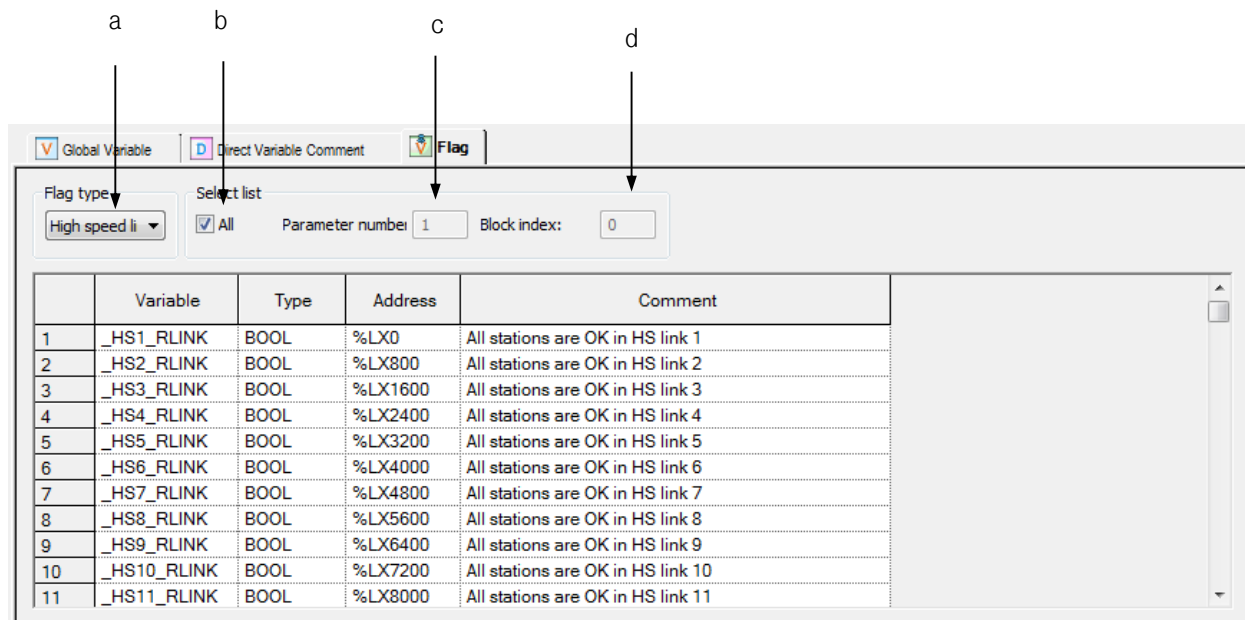 a b c d
V Global Variable D Direct Variable Comment V Flag
Flag type Select list
High speed li All Parameter number 1 Block index: 0
Variable Type Address Comment
1 _HS1_RLINK BOOL %LX0 All stations are OK in HS link 1
2 _HS2_RLINK BOOL %LX800 All stations are OK in HS link 2
3 _HS3_RLINK BOOL %LX1600 All stations are OK in HS link 3
4 _HS4_RLINK BOOL %LX2400 All stations are OK in HS link 4
5 _HS5_RLINK BOOL %LX3200 All stations are OK in HS link 5
6 _HS6_RLINK BOOL %LX4000 All stations are OK in HS link 6
7 _HS7_RLINK BOOL %LX4800 All stations are OK in HS link 7
8 _HS8_RLINK BOOL %LX5600 All stations are OK in HS link 8
9 _HS9_RLINK BOOL %LX6400 All stations are OK in HS link 9
10 _HS10_RLINK BOOL %LX7200 All stations are OK in HS link 10
11 _HS11_RLINK BOOL %LX8000 All stations are OK in HS link 11